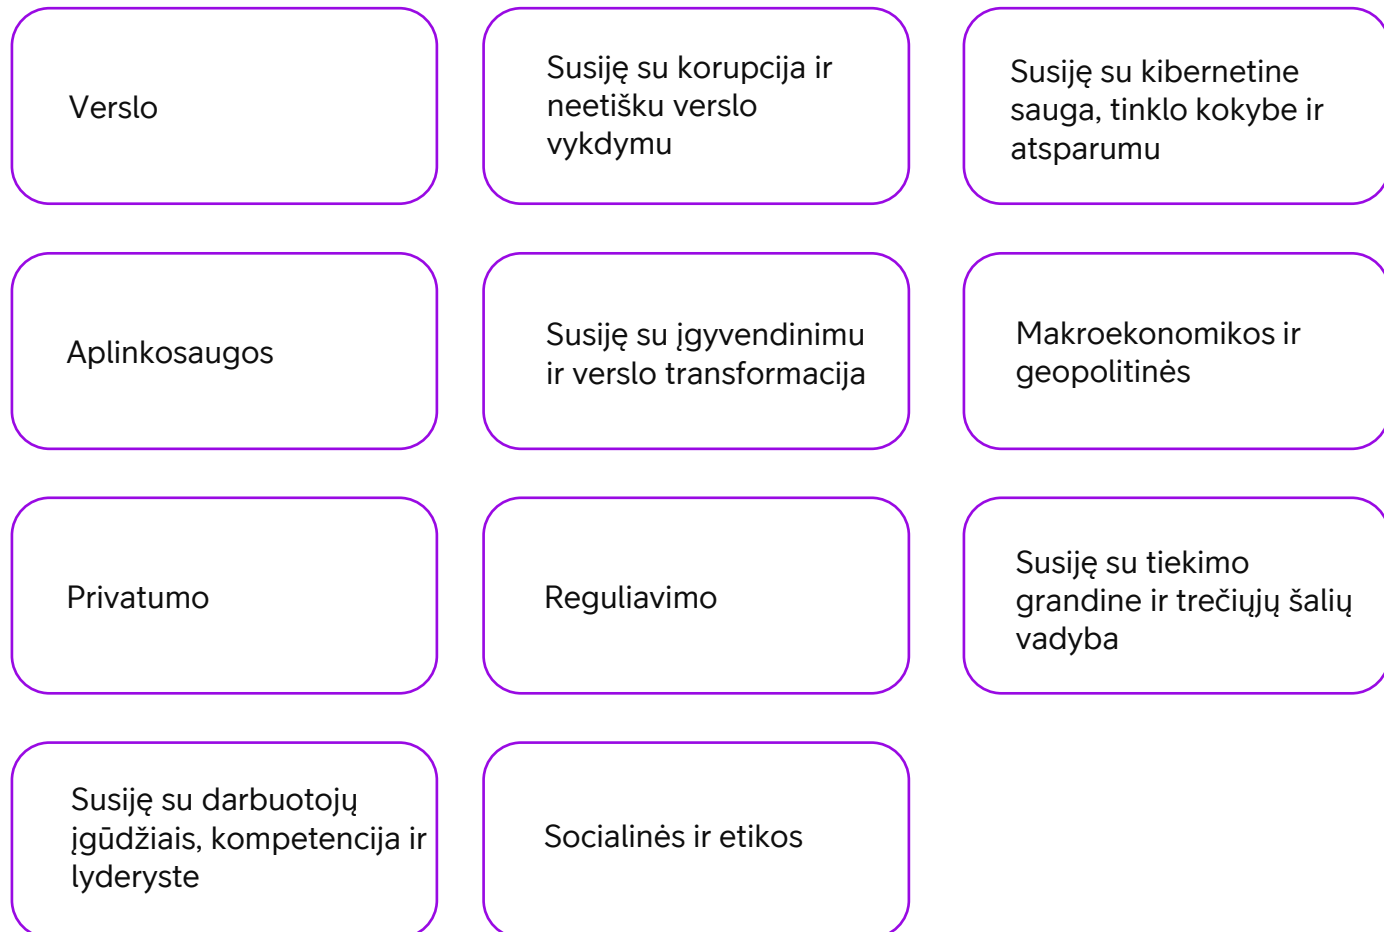 Verslo
Susiję su korupcija ir
neetišku verslo
vykdymu
Susiję su kibernetine
sauga, tinklo kokybe ir
atsparumu
Aplinkosaugos
Susiję su įgyvendinimu
ir verslo transformacija
Makroekonomikos ir
geopolitinės
Privatumo
Reguliavimo
Susiję su tiekimo
grandine ir trečiųjų šalių
vadyba
Susiję su darbuotojų
įgūdžiais, kompetencija ir
lyderyste
Socialinės ir etikos